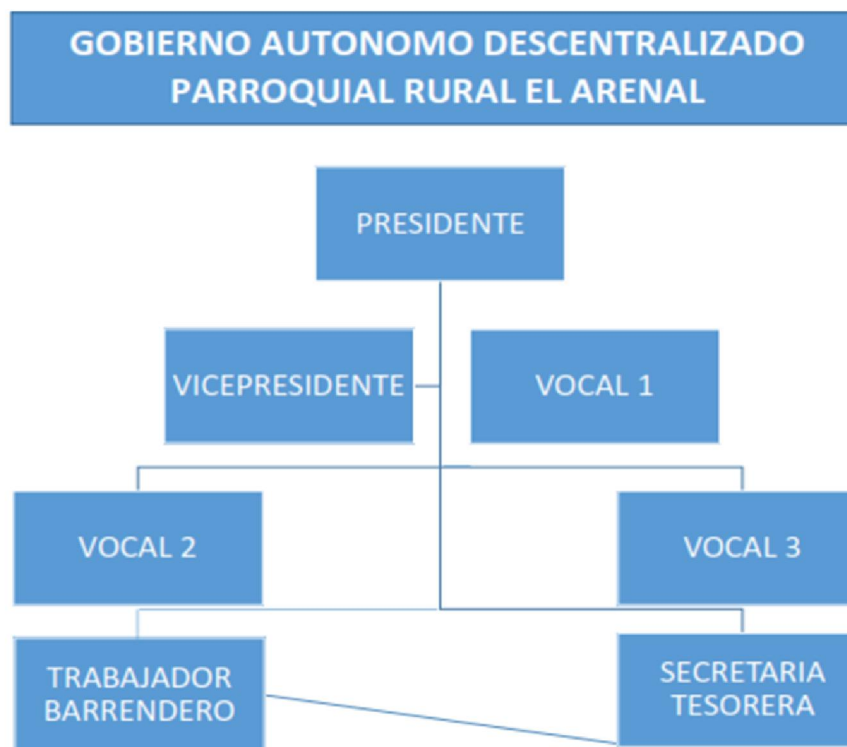 GOBIERNO AUTONOMO DESCENTRALIZADO
PARROQUIAL RURAL EL ARENAL
PRESIDENTE
VICEPRESIDENTE
VOCAL 1
VOCAL 2
VOCAL 3
TRABAJADOR
BARRENDERO
SECRETARIA
TESORERA